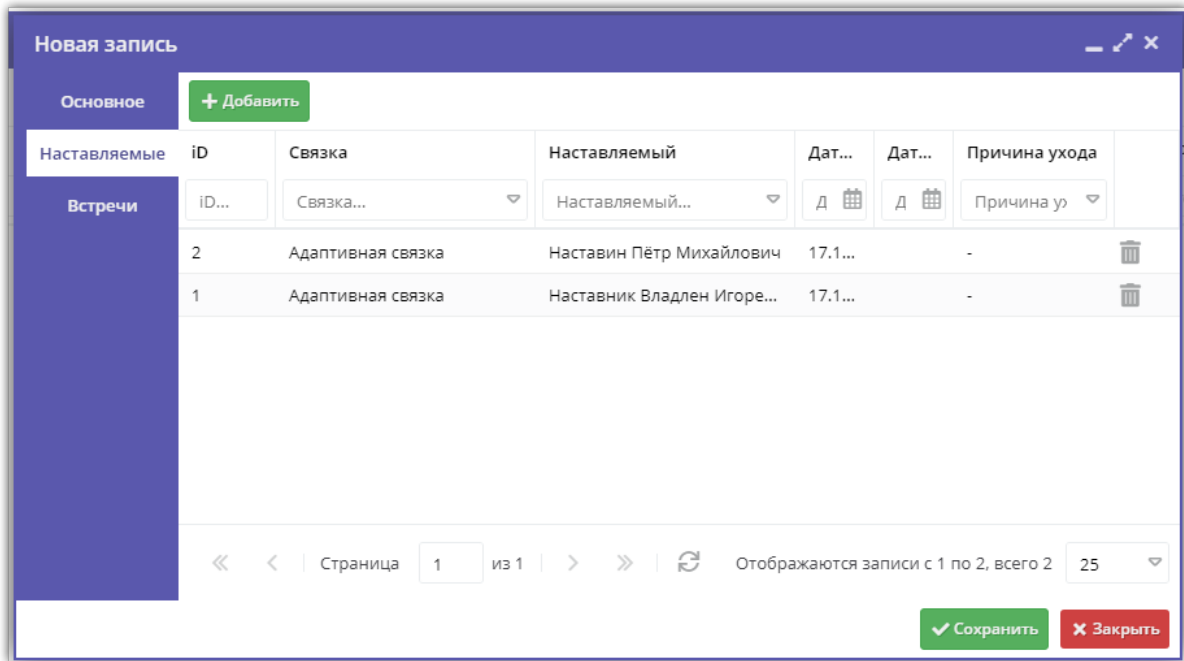 Новая запись
Основное
Наставляемые
Встречи
Добавить
iD Связка Наставляемый Дат... Дат... Причина ухода
iD... Связка... Наставляемый... Д Д Причина ух
2 Адаптивная связка Наставин Пётр Михайлович 17.1... -
1 Адаптивная связка Наставник Владлен Игоре... 17.1... -
Страница 1 из 1 Отображаются записи с 1 по 2, всего 2 25
Сохранить Закрыть